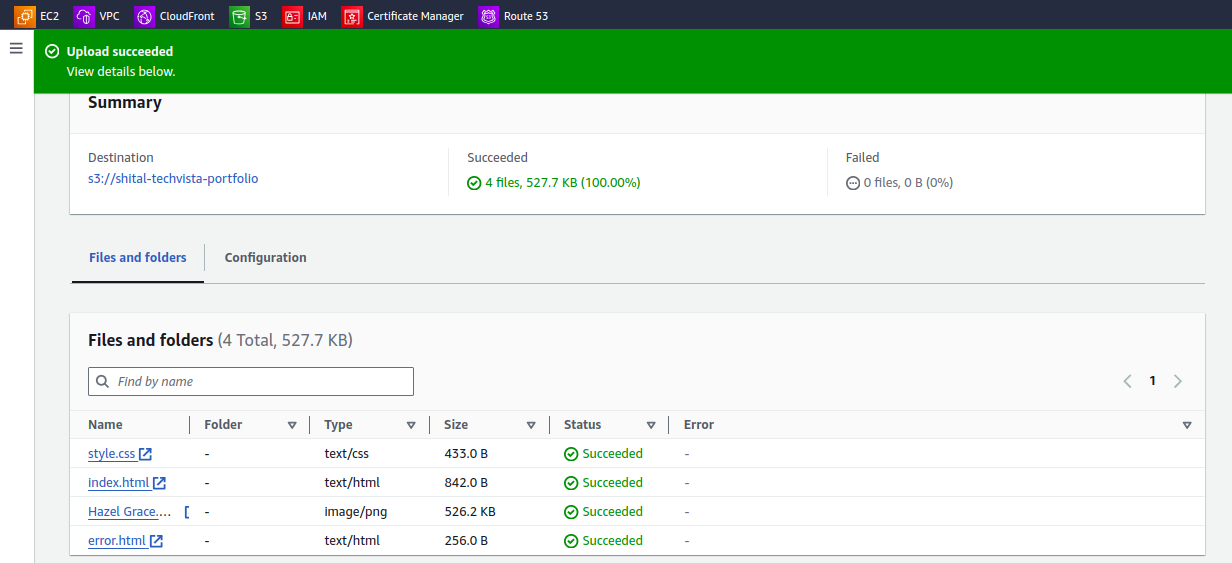 EC2 VPC CloudFront S3 IAM Certificate Manager Route 53
Upload succeeded
View details below.
Summary
Destination Succeeded Failed
s3://shital-techvista-portfolio 4 files, 527.7 KB (100.00%) 0 files, 0 B (0%)
Files and folders Configuration
Files and folders (4 Total, 527.7 KB)
Find by name 1
Name Folder Type Size Status Error
style.css - text/css 433.0 B Succeeded -
index.html - text/html 842.0 B Succeeded -
Hazel Grace.... - image/png 526.2 KB Succeeded -
error.html - text/html 256.0 B Succeeded -